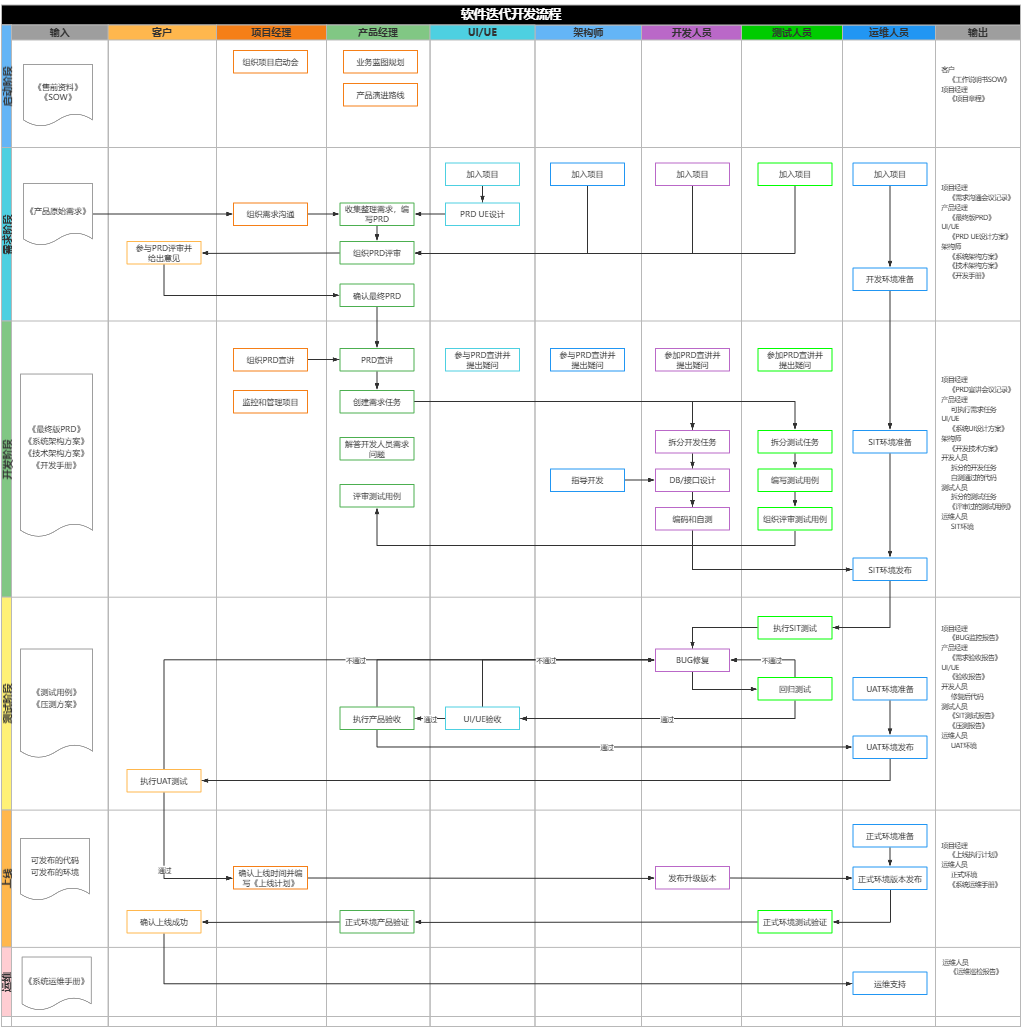 软件迭代开发流程
输入
客户
项目经理
产品经理
UI/UE
架构师
开发人员
测试人员
运维人员
输出
启动阶段
《售前资料》
《SOW》
组织项目启动会
业务蓝图规划
产品演进路线
客户
《工作说明书SOW》
项目经理
《项目章程》
需求阶段
《产品原始需求》
组织需求沟通
收集整理需求，编
写PRD
加入项目
PRD UE设计
加入项目
加入项目
加入项目
加入项目
参与PRD评审并
给出意见
组织PRD评审
确认最终PRD
开发环境准备
项目经理
《需求沟通会议记录》
产品经理
《最终版PRD》
UI/UE
《PRD UE设计方案》
架构师
《系统架构方案》
《技术架构方案》
《开发手册》
开发阶段
《最终版PRD》
《系统架构方案》
《技术架构方案》
《开发手册》
组织PRD宣讲
PRD宣讲
参与PRD宣讲并
提出疑问
参与PRD宣讲并
提出疑问
参加PRD宣讲并
提出疑问
参加PRD宣讲并
提出疑问
监控和管理项目
创建需求任务
解答开发人员需求
问题
拆分开发任务
拆分测试任务
SIT环境准备
评审测试用例
指导开发
DB/接口设计
编写测试用例
编码和自测
组织评审测试用例
SIT环境发布
项目经理
《PRD宣讲会议记录》
产品经理
可执行需求任务
UI/UE
《系统UI设计方案》
架构师
《开发技术方案》
开发人员
拆分的开发任务
自测通过的代码
测试人员
拆分的测试任务
《评审过的测试用例》
运维人员
SIT环境
测试阶段
《测试用例》
《压测方案》
执行SIT测试
不通过
不通过
BUG修复
不通过
回归测试
UAT环境准备
执行产品验收
通过
UI/UE验收
通过
通过
UAT环境发布
执行UAT测试
项目经理
《BUG监控报告》
产品经理
《需求验收报告》
UI/UE
《验收报告》
开发人员
修复后代码
测试人员
《SIT测试报告》
《压测报告》
运维人员
UAT环境
上线
可发布的代码
可发布的环境
通过
确认上线时间并编
写《上线计划》
发布升级版本
正式环境准备
正式环境版本发布
确认上线成功
正式环境产品验证
正式环境测试验证
项目经理
《上线执行计划》
运维人员
正式环境
《系统运维手册》
运维
《系统运维手册》
运维支持
运维人员
《运维巡检报告》